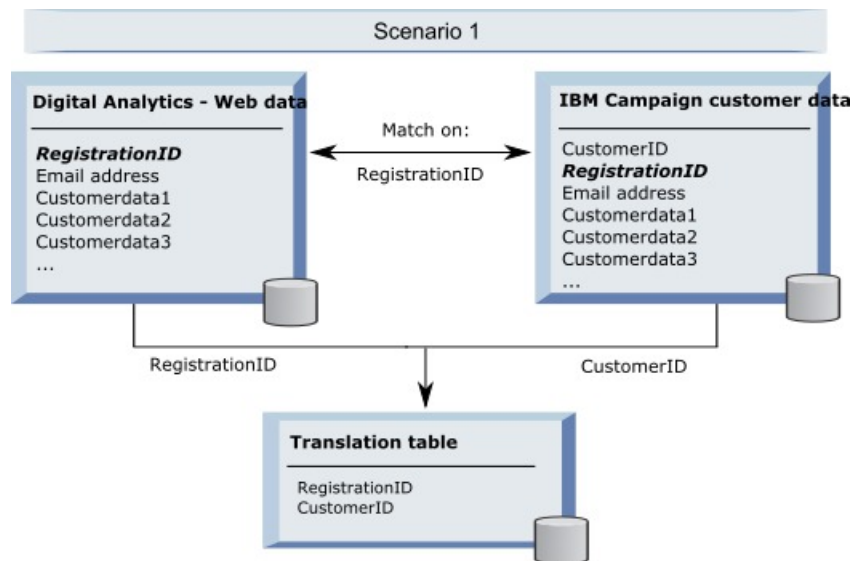 Scenario 1
Digital Analytics - Web data
RegistrationID
Email address
Customerdata1
Customerdata2
Customerdata3
...
Match on:
RegistrationID
IBM Campaign customer data
CustomerID
RegistrationID
Email address
Customerdata1
Customerdata2
Customerdata3
...
RegistrationID
CustomerID
Translation table
RegistrationID
CustomerID